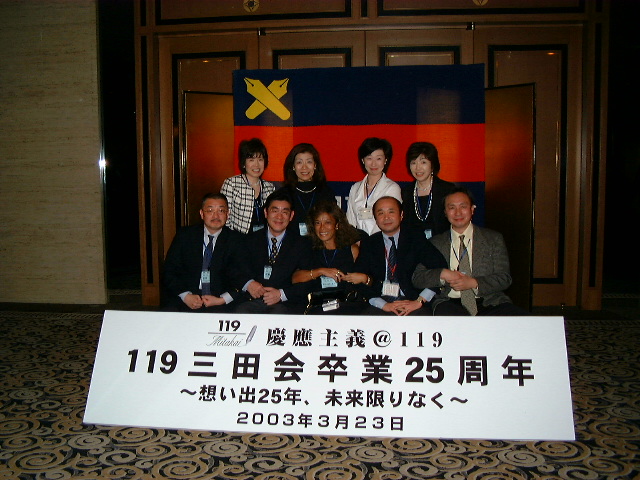 119
Mitakai
慶應主義@119
119三田会卒業25周年
～想い出25年、未来限りなく～
2003年3月23日